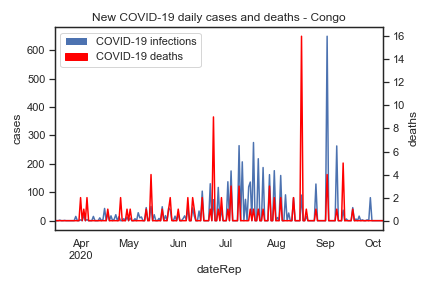 New COVID-19 daily cases and deaths - Congo
COVID-19 infections
COVID-19 deaths
600
500
400
300
200
100
0
cases
16
14
12
10
8
6
4
2
0
deaths
Apr May Jun Jul Aug Sep Oct
2020
dateRep